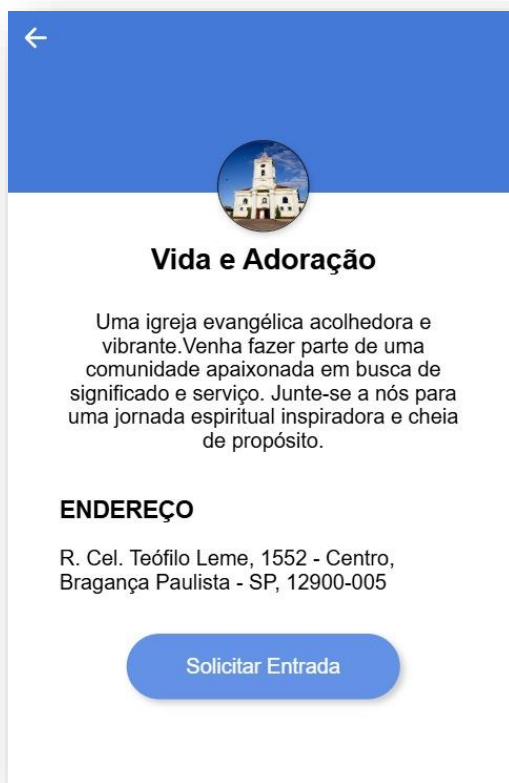 Vida e Adoração
Uma igreja evangélica acolhedora e
vibrante.Venha fazer parte de uma
comunidade apaixonada em busca de
significado e serviço. Junte-se a nós para
uma jornada espiritual inspiradora e cheia
de propósito.
ENDEREÇO
R. Cel. Teófilo Leme, 1552 - Centro,
Bragança Paulista - SP, 12900-005
Solicitar Entrada